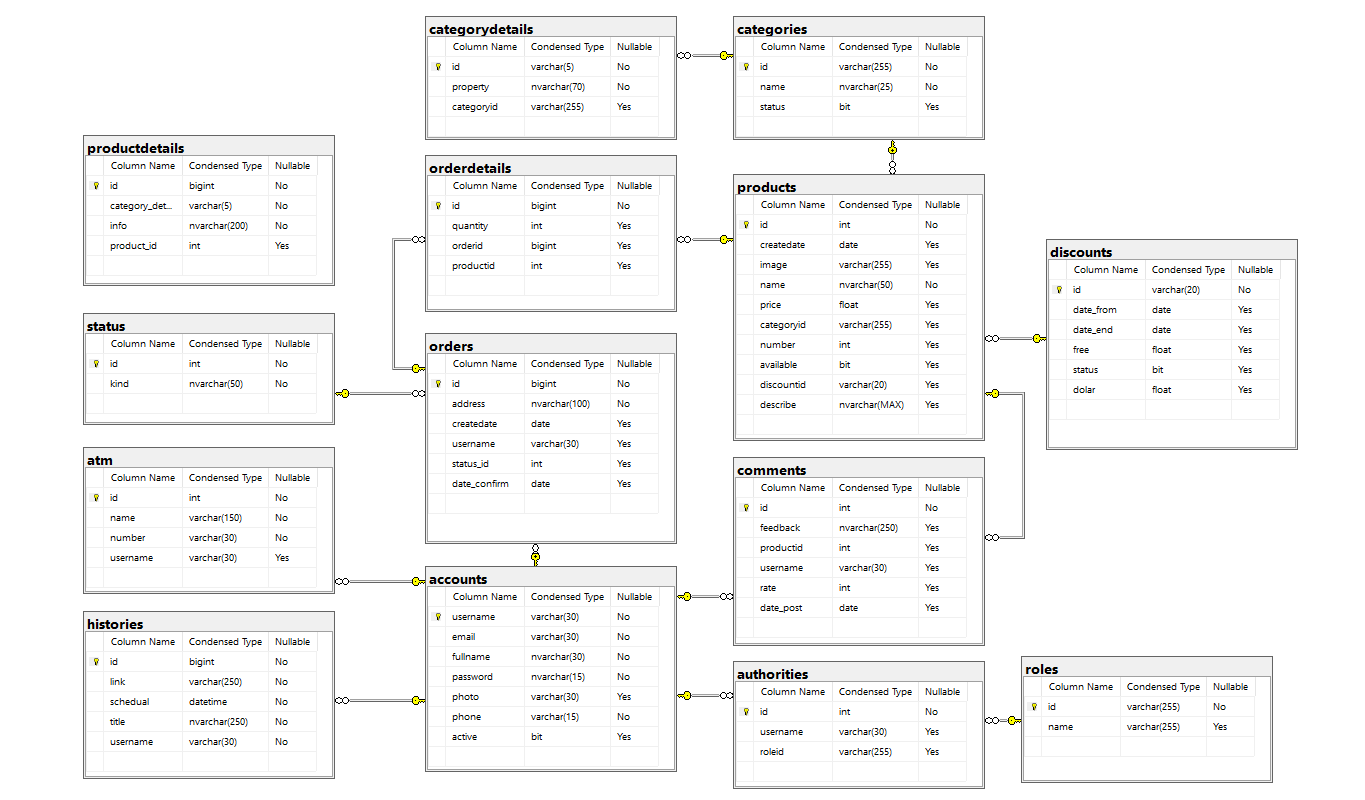 categorydetails
Column Name Condensed Type Nullable
id varchar(5) No
property nvarchar(70) No
categoryid varchar(255) Yes
categories
Column Name Condensed Type Nullable
id varchar(255) No
name nvarchar(25) No
status bit Yes
productdetails
Column Name Condensed Type Nullable
id bigint No
category_det... varchar(5) No
info nvarchar(200) No
product_id int Yes
orderdetails
Column Name Condensed Type Nullable
id bigint No
quantity int Yes
orderid bigint Yes
productid int Yes
products
Column Name Condensed Type Nullable
id int No
createdate date Yes
image varchar(255) Yes
name nvarchar(50) No
price float Yes
categoryid varchar(255) Yes
number int Yes
available bit Yes
discountid varchar(20) Yes
describe nvarchar(MAX) Yes
discounts
Column Name Condensed Type Nullable
id varchar(20) No
date_from date Yes
date_end date Yes
free float Yes
status bit Yes
dolar float Yes
status
Column Name Condensed Type Nullable
id int No
kind nvarchar(50) No
orders
Column Name Condensed Type Nullable
id bigint No
address nvarchar(100) No
createdate date Yes
username varchar(30) Yes
status_id int Yes
date_confirm date Yes
atm
Column Name Condensed Type Nullable
id int No
name varchar(150) No
number varchar(30) No
username varchar(30) Yes
comments
Column Name Condensed Type Nullable
id int No
feedback nvarchar(250) Yes
productid int Yes
username varchar(30) Yes
rate int Yes
date_post date Yes
accounts
Column Name Condensed Type Nullable
username varchar(30) No
email varchar(30) No
fullname nvarchar(30) No
password nvarchar(15) No
photo varchar(30) Yes
phone varchar(15) No
active bit Yes
histories
Column Name Condensed Type Nullable
id bigint No
link varchar(250) No
schedual datetime No
title nvarchar(250) No
username varchar(30) No
authorities
Column Name Condensed Type Nullable
id int No
username varchar(30) Yes
roleid varchar(255) Yes
roles
Column Name Condensed Type Nullable
id varchar(255) No
name varchar(255) Yes